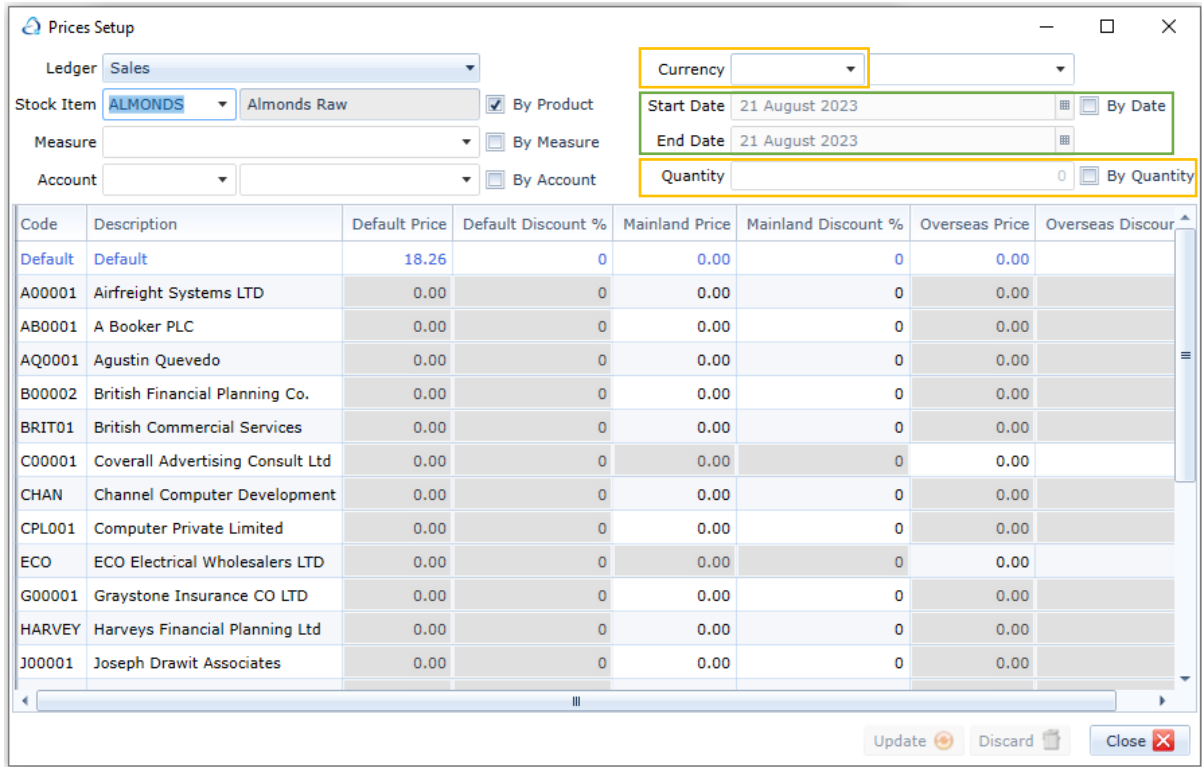 Prices Setup
Ledger Sales Currency
Stock Item ALMONDS Almonds Raw By Product Start Date 21 August 2023 By Date
Measure By Measure End Date 21 August 2023
Account By Account Quantity 0 By Quantity
Code Description Default Price Default Discount % Mainland Price Mainland Discount % Overseas Price Overseas Discour
Default Default 18.26 0 0.00 0 0.00
A00001 Airfreight Systems LTD 0.00 0 0.00 0 0.00
AB0001 A Booker PLC 0.00 0 0.00 0 0.00
AQ0001 Agustin Quevedo 0.00 0 0.00 0 0.00
B00002 British Financial Planning Co. 0.00 0 0.00 0 0.00
BRIT01 British Commercial Services 0.00 0 0.00 0 0.00
C00001 Coverall Advertising Consult Ltd 0.00 0 0.00 0 0.00
CHAN Channel Computer Development 0.00 0 0.00 0 0.00
CPL001 Computer Private Limited 0.00 0 0.00 0 0.00
ECO ECO Electrical Wholesalers LTD 0.00 0 0.00 0 0.00
G00001 Graystone Insurance CO LTD 0.00 0 0.00 0 0.00
HARVEY Harveys Financial Planning Ltd 0.00 0 0.00 0 0.00
J00001 Joseph Drawit Associates 0.00 0 0.00 0 0.00
Update Discard Close